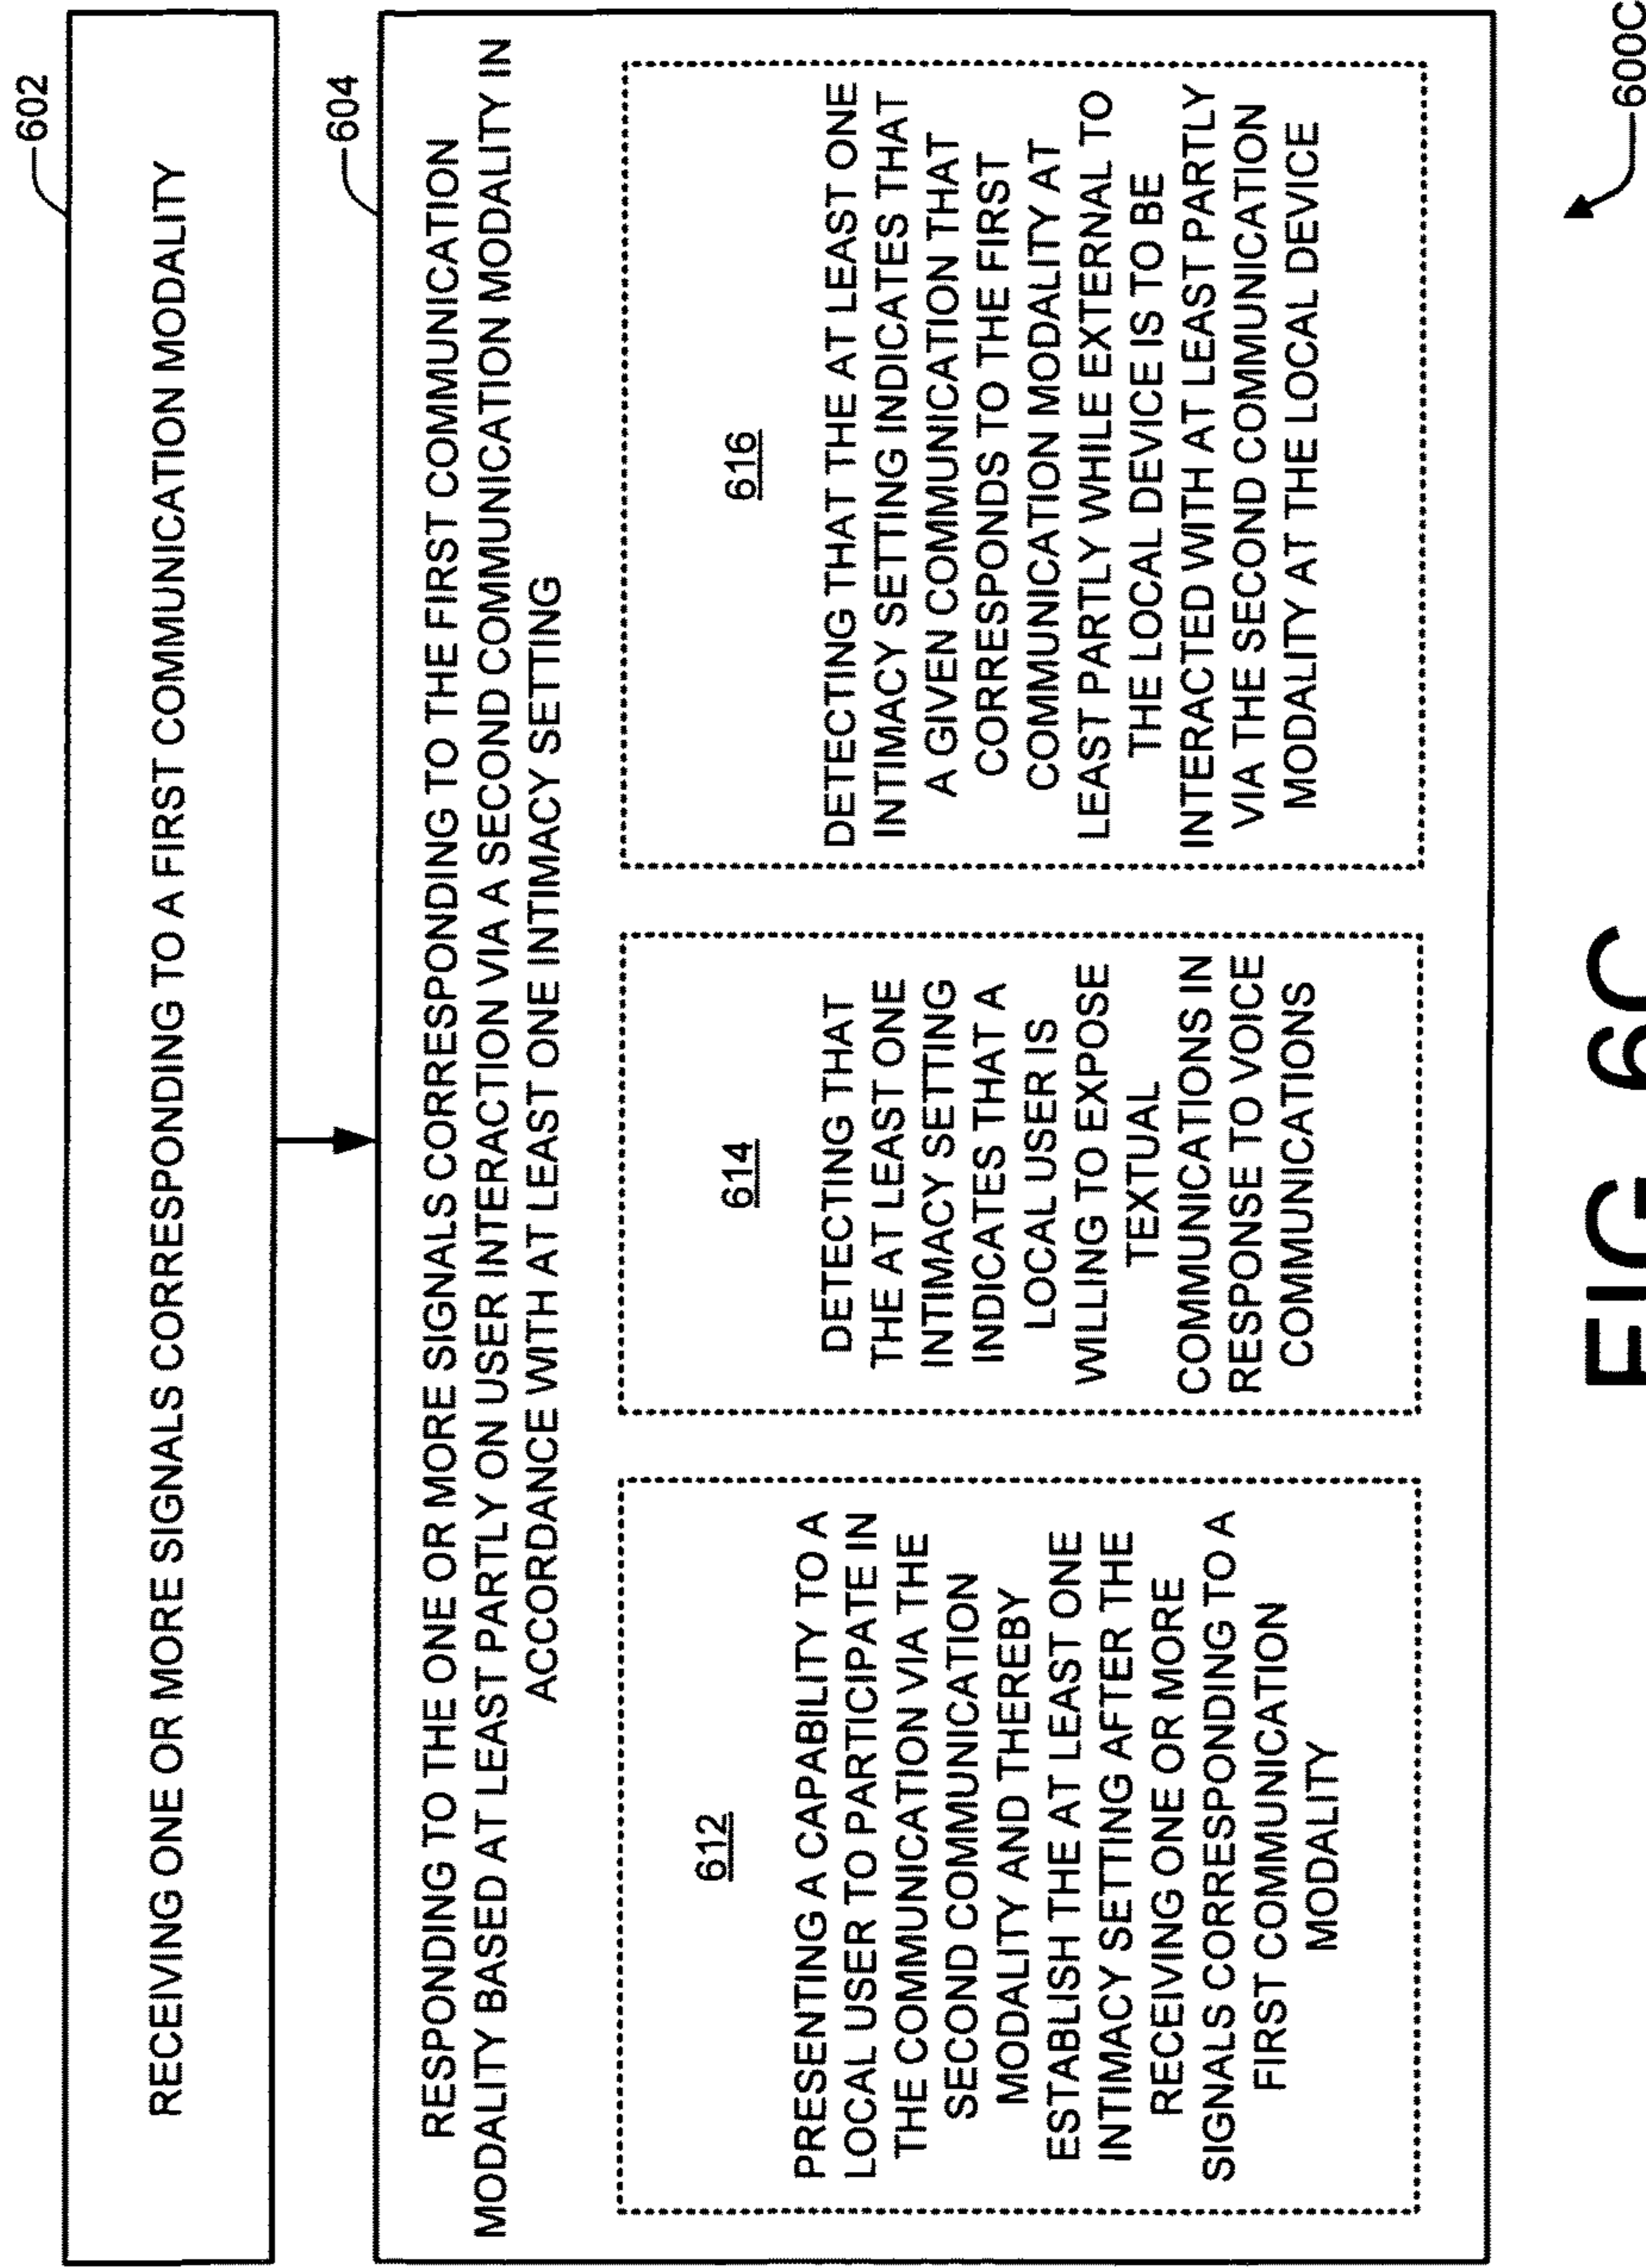 602
RECEIVING ONE OR MORE SIGNALS CORRESPONDING TO A FIRST COMMUNICATION MODALITY
604
RESPONDING TO THE ONE OR MORE SIGNALS CORRESPONDING TO THE FIRST COMMUNICATION
MODALITY BASED AT LEAST PARTLY ON USER INTERACTION VIA A SECOND COMMUNICATION MODALITY IN
ACCORDANCE WITH AT LEAST ONE INTIMACY SETTING
612
PRESENTING A CAPABILITY TO A
LOCAL USER TO PARTICIPATE IN
THE COMMUNICATION VIA THE
SECOND COMMUNICATION
MODALITY AND THEREBY
ESTABLISH THE AT LEAST ONE
INTIMACY SETTING AFTER THE
RECEIVING ONE OR MORE
SIGNALS CORRESPONDING TO A
FIRST COMMUNICATION
MODALITY
614
DETECTING THAT
THE AT LEAST ONE
INTIMACY SETTING
INDICATES THAT A
LOCAL USER IS
WILLING TO EXPOSE
TEXTUAL
COMMUNICATIONS IN
RESPONSE TO VOICE
COMMUNICATIONS
616
DETECTING THAT THE AT LEAST ONE
INTIMACY SETTING INDICATES THAT
A GIVEN COMMUNICATION THAT
CORRESPONDS TO THE FIRST
COMMUNICATION MODALITY AT
LEAST PARTLY WHILE EXTERNAL TO
THE LOCAL DEVICE IS TO BE
INTERACTED WITH AT LEAST PARTLY
VIA THE SECOND COMMUNICATION
MODALITY AT THE LOCAL DEVICE
600C
FIG 6C